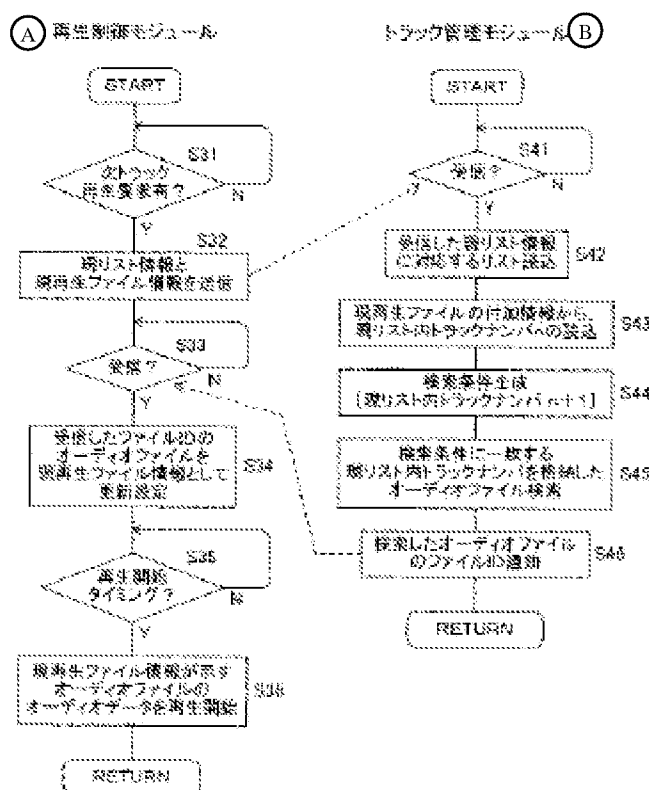 A 再生制御モジュール
START
S31
次トラック
再生要求有？
N
Y
S32
現リスト情報と
現再生ファイル情報を送信
S33
受信？
N
Y
受信したファイルIDの
オーディオファイルを
現再生ファイル情報として
更新設定
S34
S35
再生開始
タイミング？
N
Y
現再生ファイル情報が示す
オーディオファイルの
オーディオデータを再生開始
S36
RETURN
トラック管理モジュール B
START
S41
受信？
N
Y
受信した現リスト情報
に対応するリスト読込
S42
現再生ファイルの付加情報から、
現リスト内トラックナンバnの読込
S43
検索条件生成
［現リスト内トラックナンバn+1］
S44
検索条件に一致する
現リスト内トラックナンバを格納した
オーディオファイル検索
S45
検索したオーディオファイル
のファイルID通知
S46
RETURN